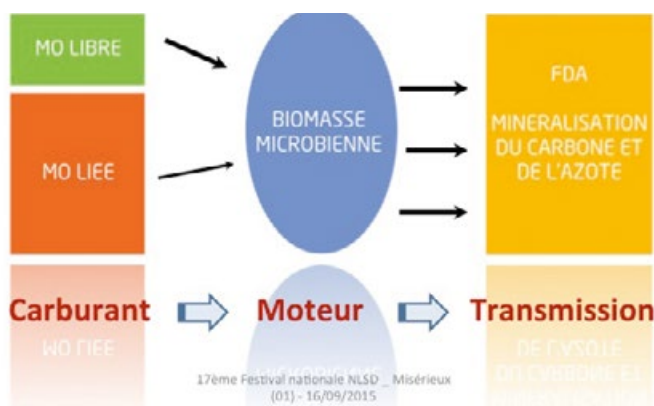 MO LIBRE
MO LIEE
BIOMASSE
MICROBIENNE
FDA
MINERALISATION
DU CARBONE ET
DE L'AZOTE
Carburant
Moteur
Transmission
17ème Festival nationale NLSD _ Misérieux
(01) - 16/09/2015